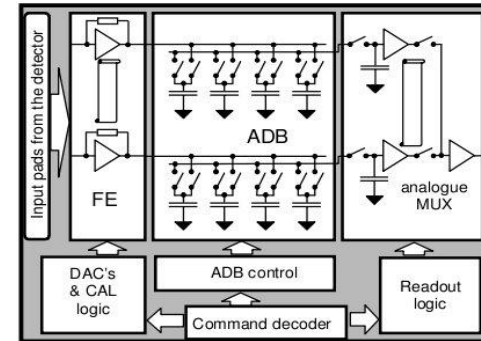 Input pads from the detector
FE
ADB
analogue
MUX
DAC's
& CAL
logic
ADB control
Readout
logic
Command decoder